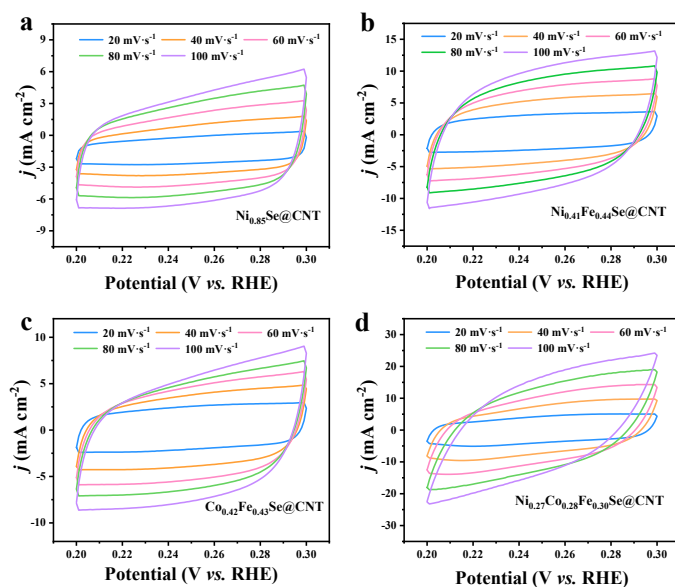 a
20 mV·s⁻¹ 40 mV·s⁻¹ 60 mV·s⁻¹
80 mV·s⁻¹ 100 mV·s⁻¹
9
6
3
0
-3
-6
-9
j (mA cm⁻²)
Ni₀.₈₅Se@CNT
0.20 0.22 0.24 0.26 0.28 0.30
Potential (V vs. RHE)
b
20 mV·s⁻¹ 40 mV·s⁻¹ 60 mV·s⁻¹
80 mV·s⁻¹ 100 mV·s⁻¹
15
10
5
0
-5
-10
-15
j (mA cm⁻²)
Ni₀.₄₁Fe₀.₄₄Se@CNT
0.20 0.22 0.24 0.26 0.28 0.30
Potential (V vs. RHE)
c
20 mV·s⁻¹ 40 mV·s⁻¹ 60 mV·s⁻¹
80 mV·s⁻¹ 100 mV·s⁻¹
10
5
0
-5
-10
j (mA cm⁻²)
Co₀.₄₂Fe₀.₄₃Se@CNT
0.20 0.22 0.24 0.26 0.28 0.30
Potential (V vs. RHE)
d
20 mV·s⁻¹ 40 mV·s⁻¹ 60 mV·s⁻¹
80 mV·s⁻¹ 100 mV·s⁻¹
30
20
10
0
-10
-20
-30
j (mA cm⁻²)
Ni₀.₂₇Co₀.₂₈Fe₀.₃₀Se@CNT
0.20 0.22 0.24 0.26 0.28 0.30
Potential (V vs. RHE)